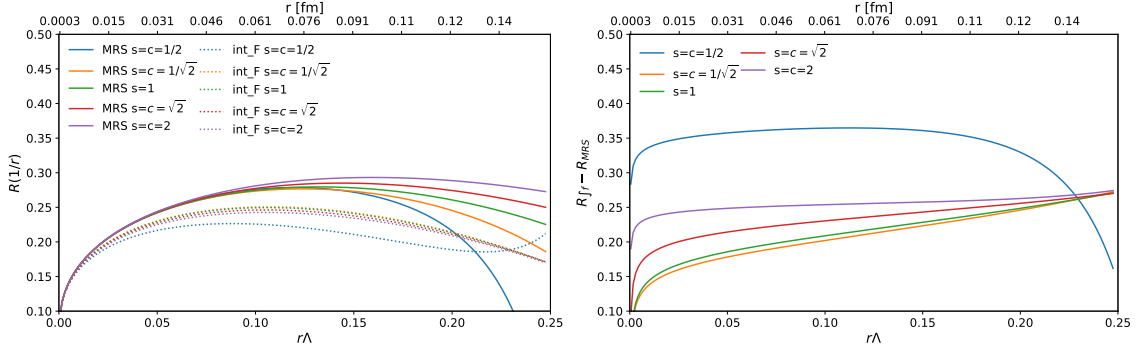 r [fm]
0.0003 0.015 0.031 0.046 0.061 0.076 0.091 0.11 0.12 0.14
0.50
0.45
0.40
0.35
0.30
0.25
0.20
0.15
0.10
R(1/r)
MRS s=c=1/2
MRS s=c = 1/√2
MRS s=1
MRS s=c = √2
MRS s=c=2
int_F s=c=1/2
int_F s=c = 1/√2
int_F s=1
int_F s=c = √2
int_F s=c=2
0.00 0.05 0.10 0.15 0.20 0.25
rΛ
r [fm]
0.0003 0.015 0.031 0.046 0.061 0.076 0.091 0.11 0.12 0.14
0.50
0.45
0.40
0.35
0.30
0.25
0.20
0.15
0.10
R∫f − RMRS
s=c=1/2
s=c = 1/√2
s=1
s=c = √2
s=c=2
0.00 0.05 0.10 0.15 0.20 0.25
rΛ